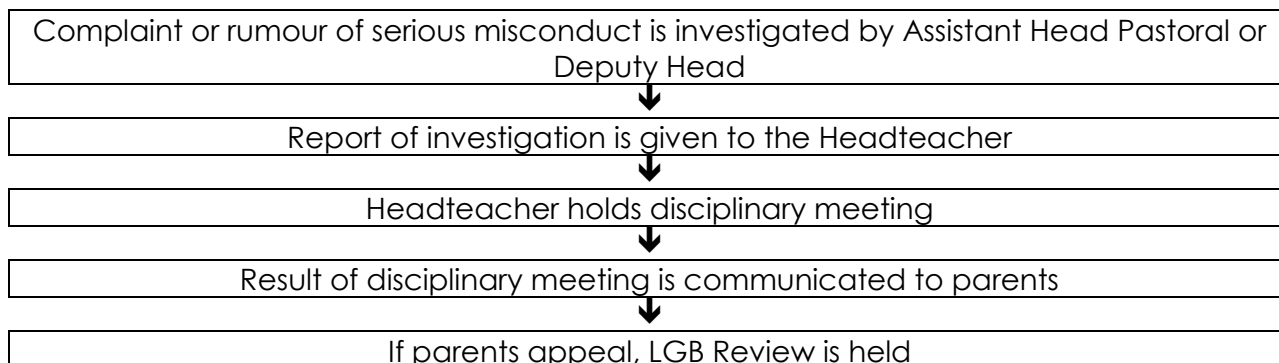 Complaint or rumour of serious misconduct is investigated by Assistant Head Pastoral or
Deputy Head
Report of investigation is given to the Headteacher
Headteacher holds disciplinary meeting
Result of disciplinary meeting is communicated to parents
If parents appeal, LGB Review is held